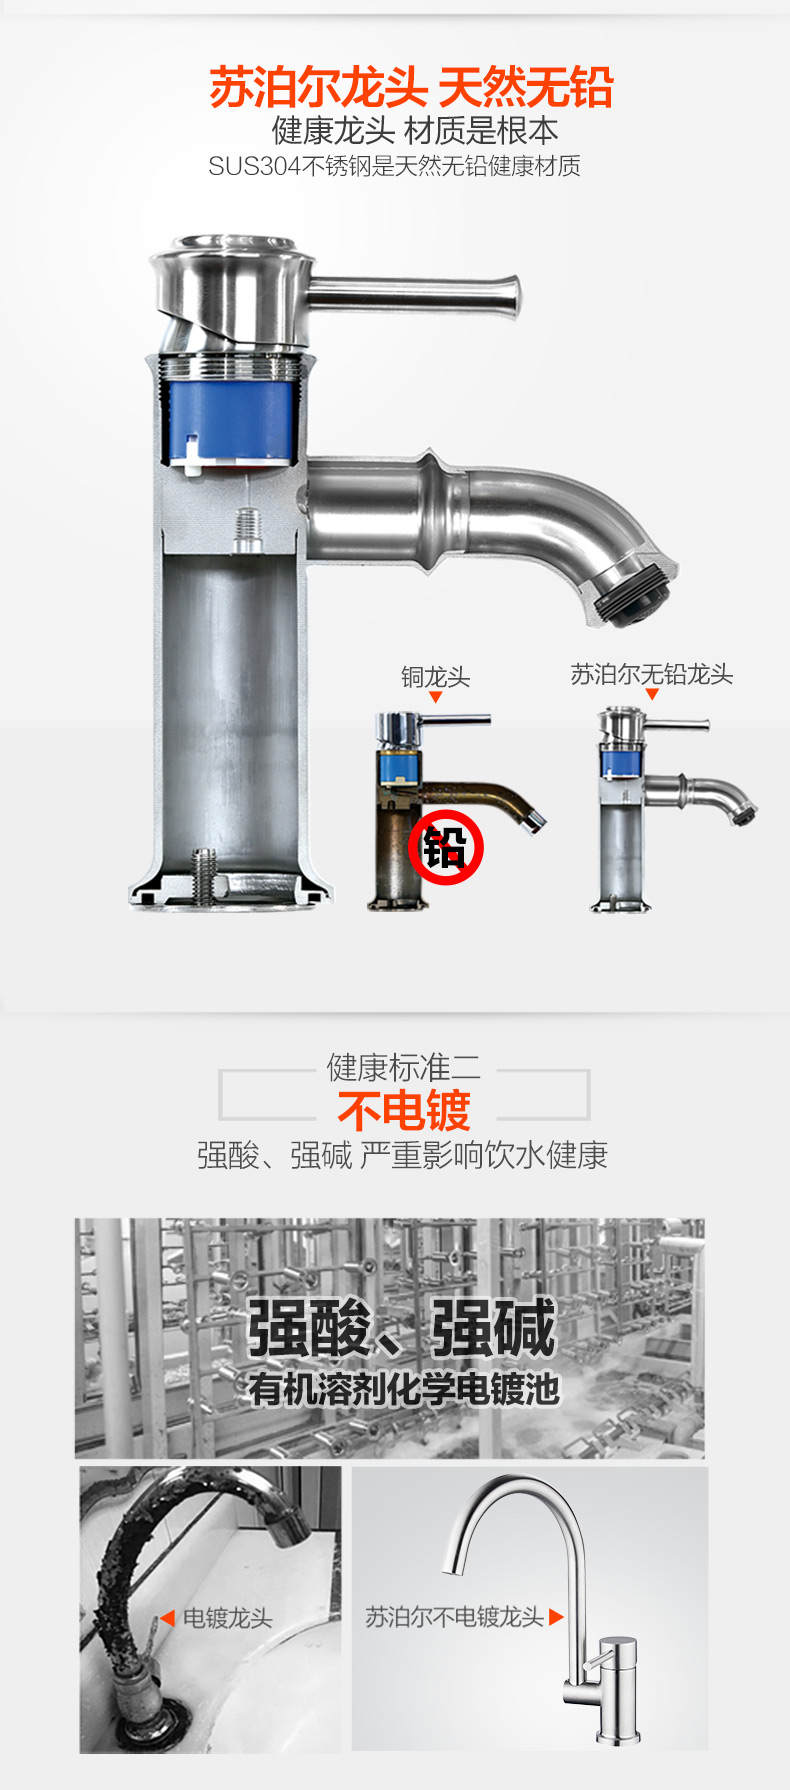 苏泊尔龙头 天然无铅
健康龙头 材质是根本
SUS304不锈钢是天然无铅健康材质
铜龙头
苏泊尔无铅龙头
铅
健康标准二
不电镀
强酸、强碱 严重影响饮水健康
强酸、强碱
有机溶剂化学电镀池
电镀龙头
苏泊尔不电镀龙头